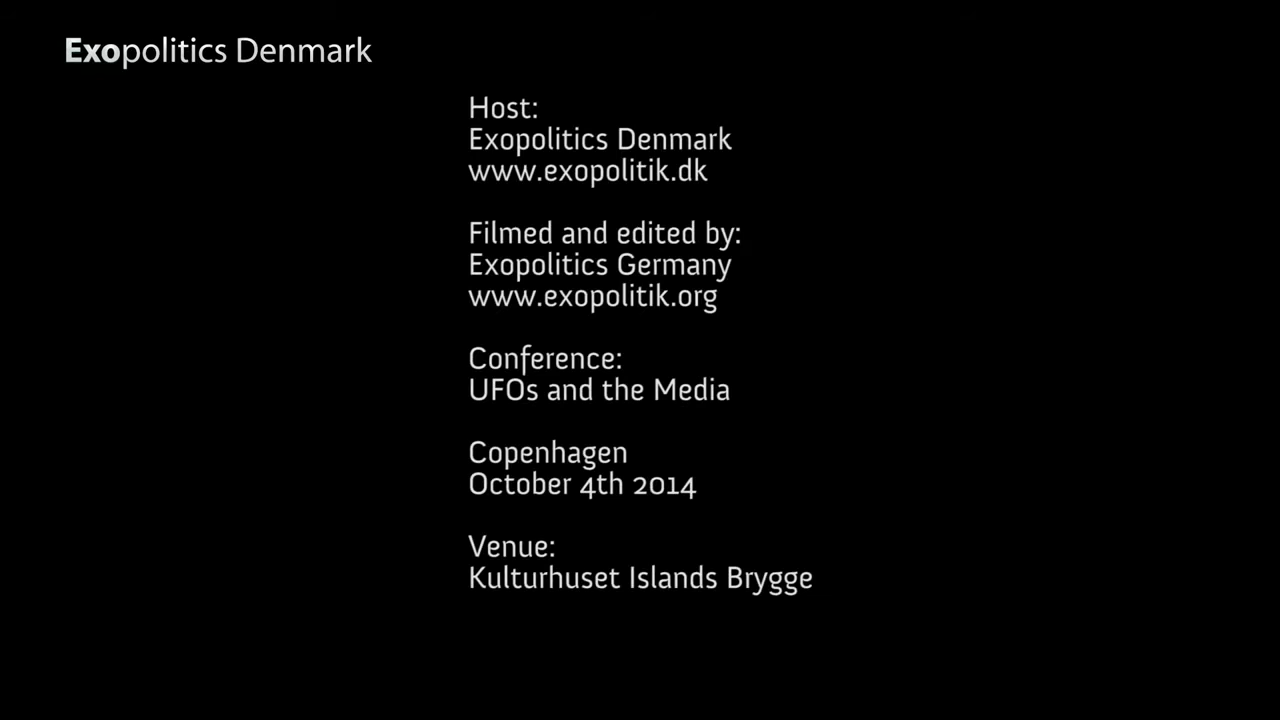 Exopolitics Denmark
Host:
Exopolitics Denmark
www.exopolitik.dk
Filmed and edited by:
Exopolitics Germany
www.exopolitik.org
Conference:
UFOs and the Media
Copenhagen
October 4th 2014
Venue:
Kulturhuset Islands Brygge